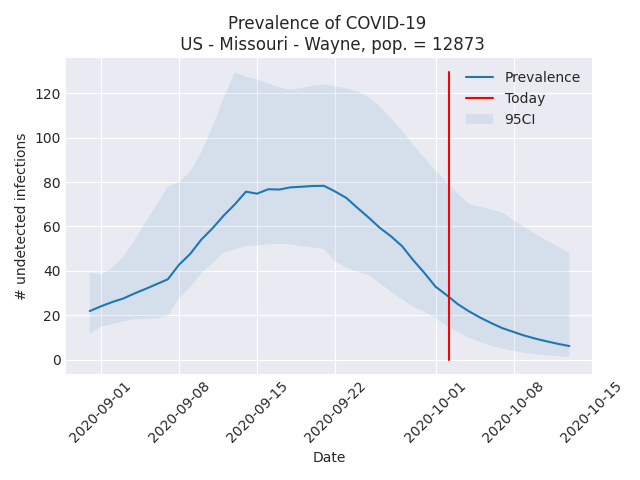 Prevalence of COVID-19
US - Missouri - Wayne, pop. = 12873
Prevalence
Today
95CI
# undetected infections
120
100
80
60
40
20
0
2020-09-01
2020-09-08
2020-09-15
2020-09-22
2020-10-01
2020-10-08
2020-10-15
Date